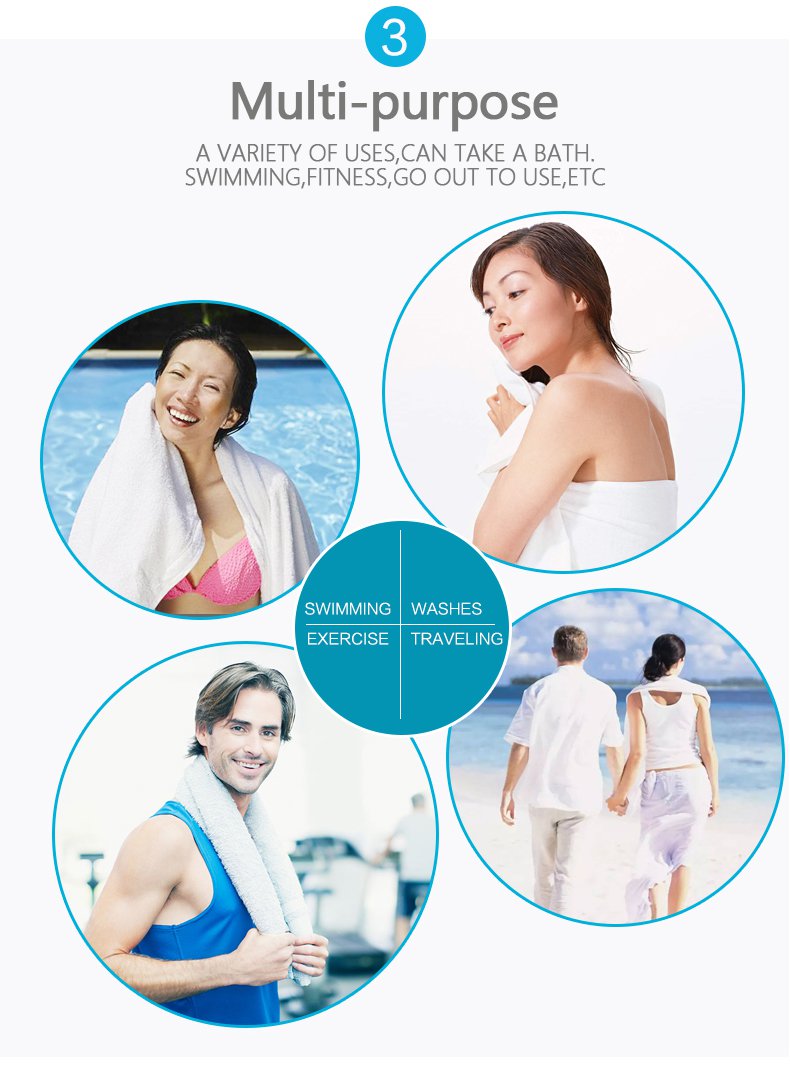 3
Multi-purpose
A VARIETY OF USES,CAN TAKE A BATH.
SWIMMING,FITNESS,GO OUT TO USE,ETC
SWIMMING WASHES
EXERCISE TRAVELING